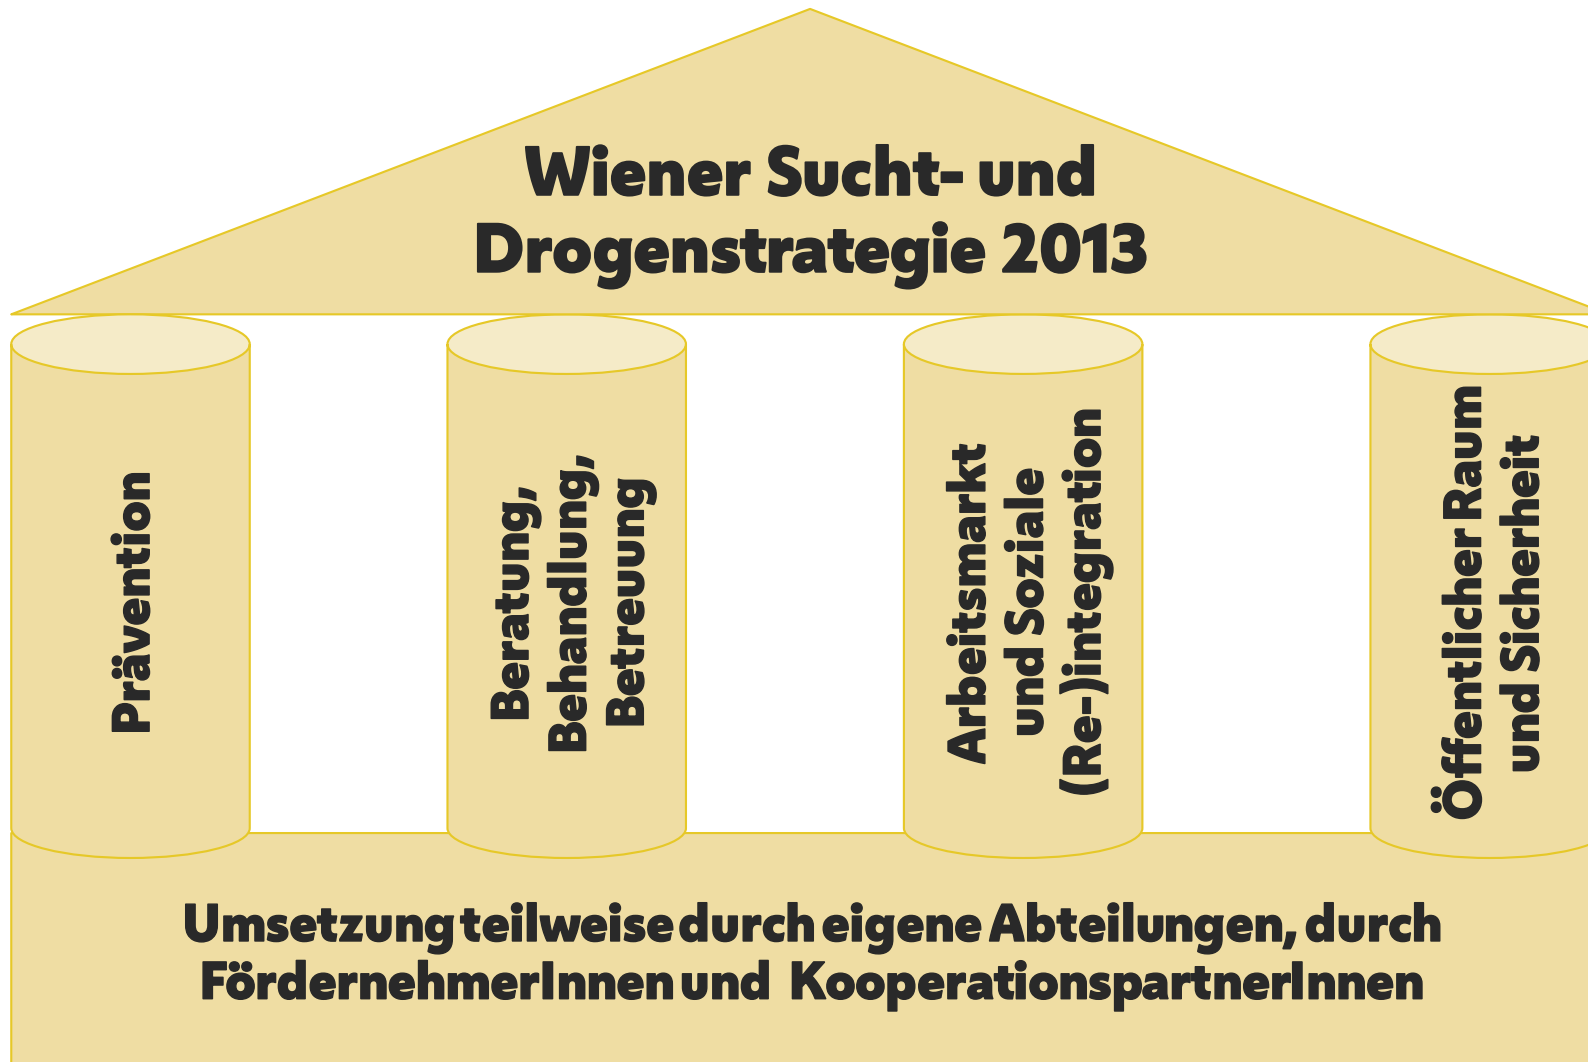 Wiener Sucht- und
Drogenstrategie 2013
Prävention
Beratung,
Behandlung,
Betreuung
Arbeitsmarkt
und Soziale
(Re-)integration
Öffentlicher Raum
und Sicherheit
Umsetzung teilweise durch eigene Abteilungen, durch
FördernehmerInnen und KooperationspartnerInnen